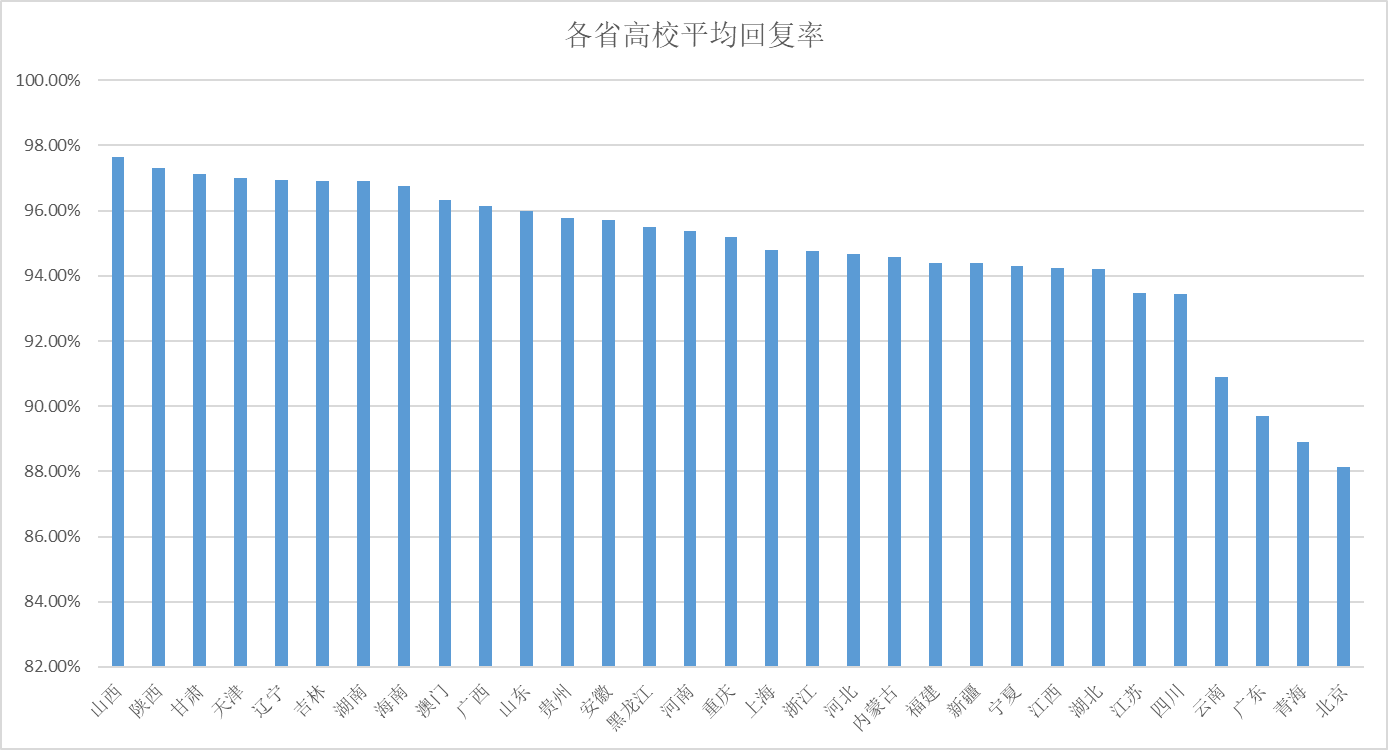 各省高校平均回复率
100.00%
98.00%
96.00%
94.00%
92.00%
90.00%
88.00%
86.00%
84.00%
82.00%
山西
陕西
甘肃
天津
辽宁
吉林
湖南
海南
澳门
广西
山东
贵州
安徽
黑龙江
河南
重庆
上海
浙江
河北
内蒙古
福建
新疆
宁夏
江西
湖北
江苏
四川
云南
广东
青海
北京